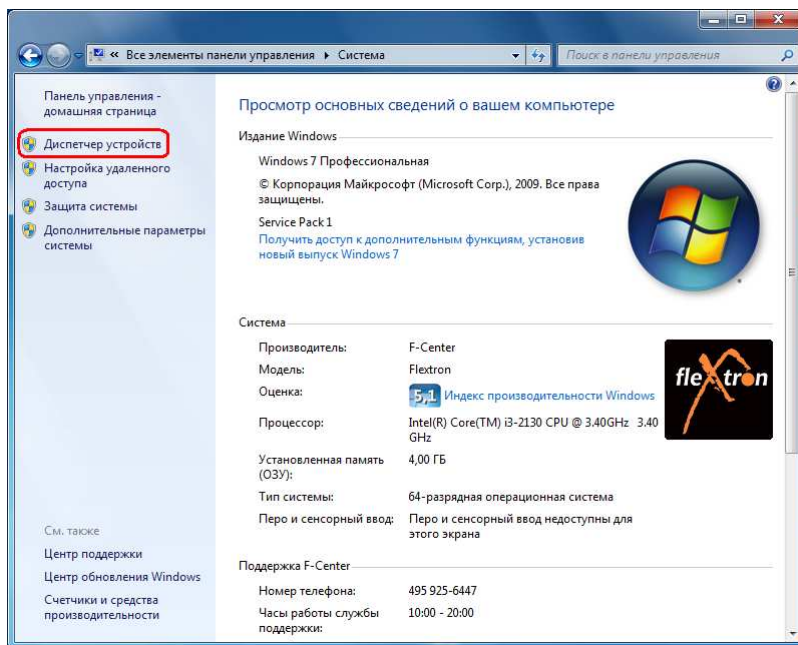 « Все элементы панели управления ▸ Система
Поиск в панели управления
Панель управления -
домашняя страница
Диспетчер устройств
Настройка удаленного
доступа
Защита системы
Дополнительные параметры
системы
См. также
Центр поддержки
Центр обновления Windows
Счетчики и средства
производительности
Просмотр основных сведений о вашем компьютере
Издание Windows
Windows 7 Профессиональная
© Корпорация Майкрософт (Microsoft Corp.), 2009. Все права
защищены.
Service Pack 1
Получить доступ к дополнительным функциям, установив
новый выпуск Windows 7
Система
Производитель: F-Center
Модель: Flextron
Оценка: 5,1 Индекс производительности Windows
Процессор: Intel(R) Core(TM) i3-2130 CPU @ 3.40GHz 3.40
GHz
Установленная память 4,00 ГБ
(ОЗУ):
Тип системы: 64-разрядная операционная система
Перо и сенсорный ввод: Перо и сенсорный ввод недоступны для
этого экрана
flextron
Поддержка F-Center
Номер телефона: 495 925-6447
Часы работы службы 10:00 - 20:00
поддержки: